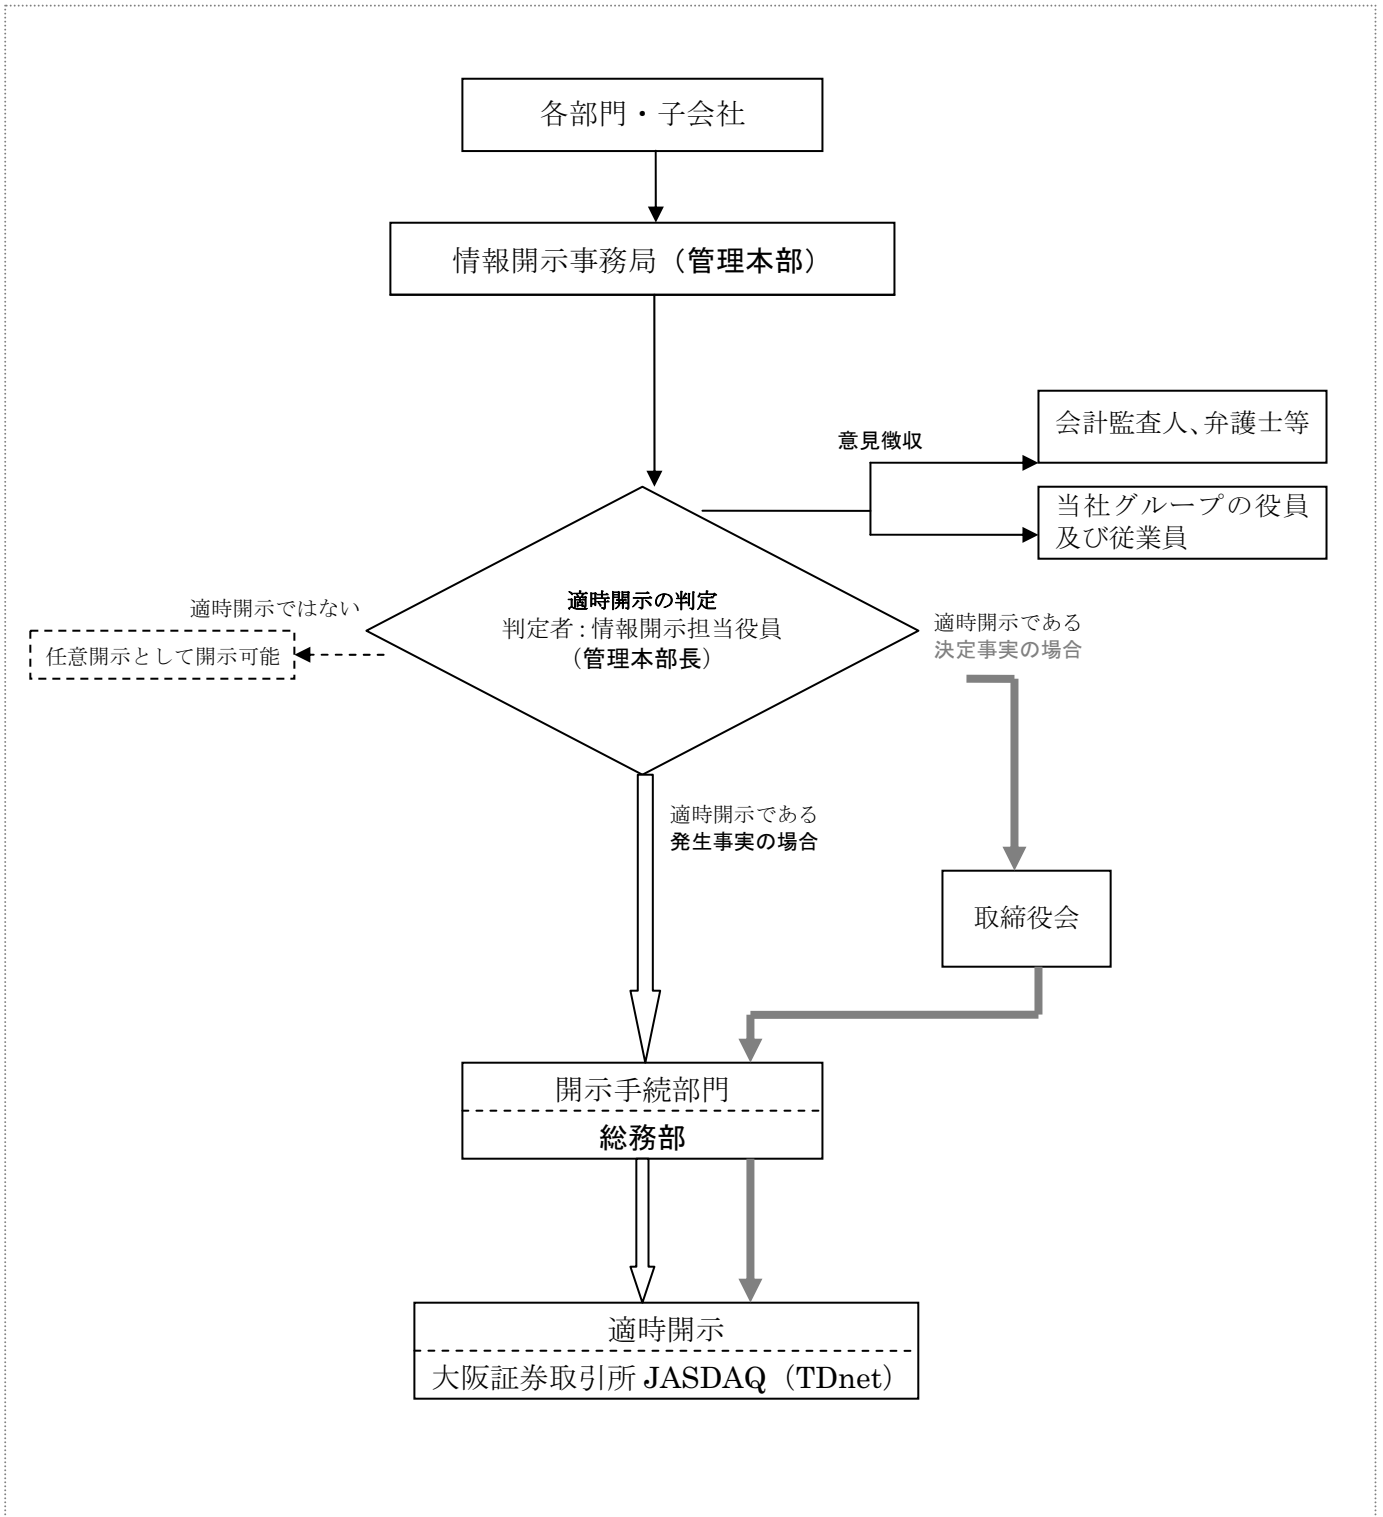 各部門・子会社
情報開示事務局（管理本部）
会計監査人、弁護士等
意見徴収
当社グループの役員
及び従業員
適時開示の判定
判定者：情報開示担当役員
（管理本部長）
適時開示ではない
任意開示として開示可能
適時開示である
決定事実の場合
適時開示である
発生事実の場合
取締役会
開示手続部門
総務部
適時開示
大阪証券取引所 JASDAQ（TDnet）